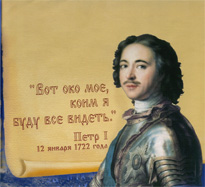 "Вот око мое,
коим я
буду все видеть."
Петр I
12 января 1722 года